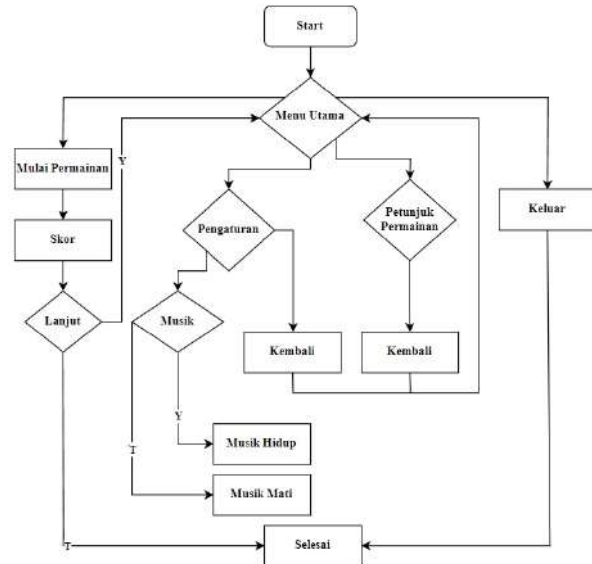 Start
Menu Utama
Mulai Permainan
Y
Skor
Pengaturan
Petunjuk
Permainan
Keluar
Lanjut
Musik
Kembali
Kembali
Y
Musik Hidup
T
Musik Mati
T
Selesai